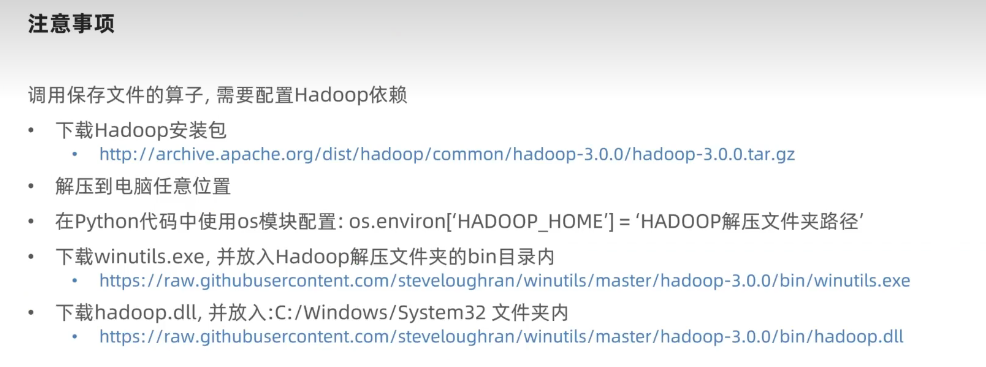 注意事项
调用保存文件的算子, 需要配置Hadoop依赖
• 下载Hadoop安装包
• http://archive.apache.org/dist/hadoop/common/hadoop-3.0.0/hadoop-3.0.0.tar.gz
• 解压到电脑任意位置
• 在Python代码中使用os模块配置: os.environ[‘HADOOP_HOME’] = ‘HADOOP解压文件夹路径’
• 下载winutils.exe, 并放入Hadoop解压文件夹的bin目录内
• https://raw.githubusercontent.com/steveloughran/winutils/master/hadoop-3.0.0/bin/winutils.exe
• 下载hadoop.dll, 并放入:C:/Windows/System32 文件夹内
• https://raw.githubusercontent.com/steveloughran/winutils/master/hadoop-3.0.0/bin/hadoop.dll